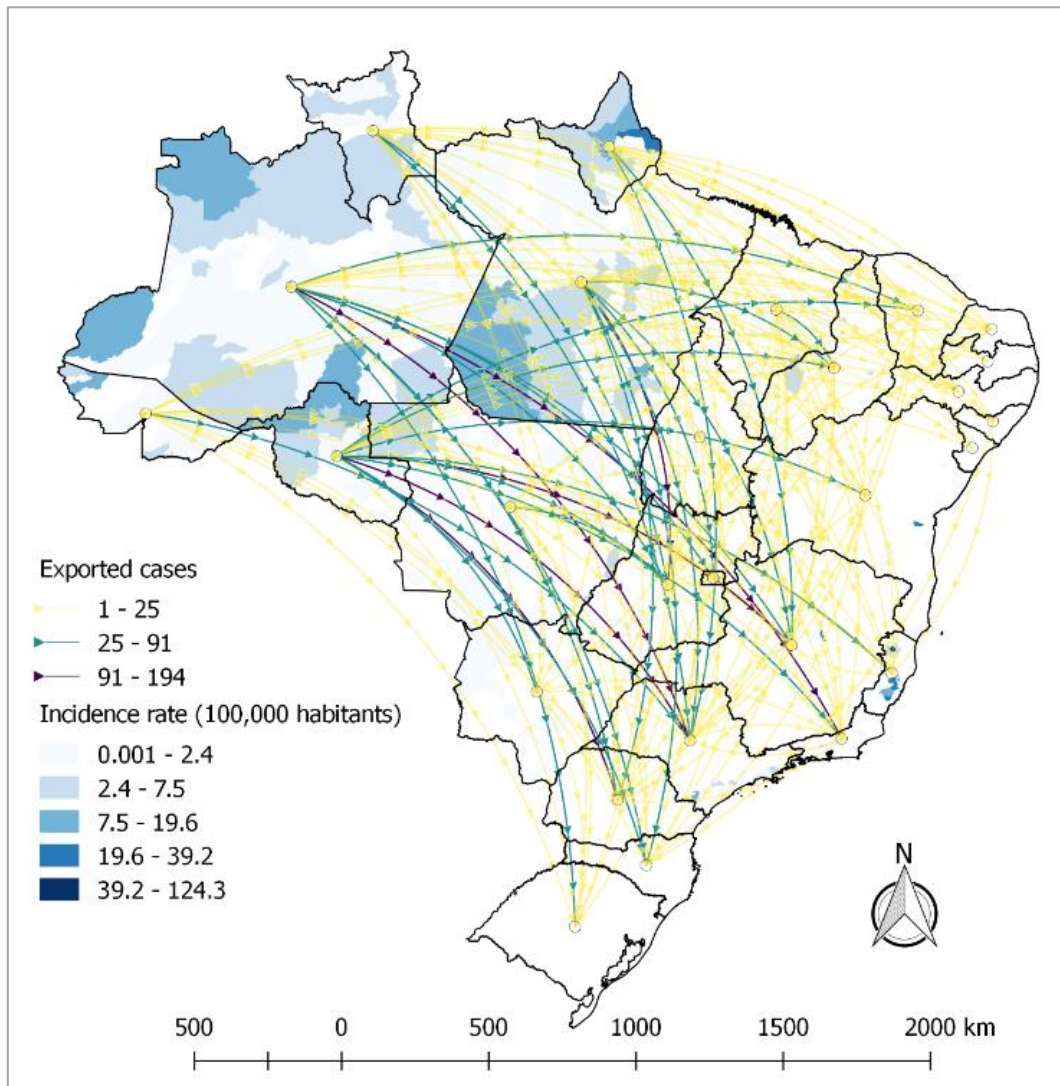 Exported cases
1 - 25
25 - 91
91 - 194
Incidence rate (100,000 habitants)
0.001 - 2.4
2.4 - 7.5
7.5 - 19.6
19.6 - 39.2
39.2 - 124.3
N
500 0 500 1000 1500 2000 km